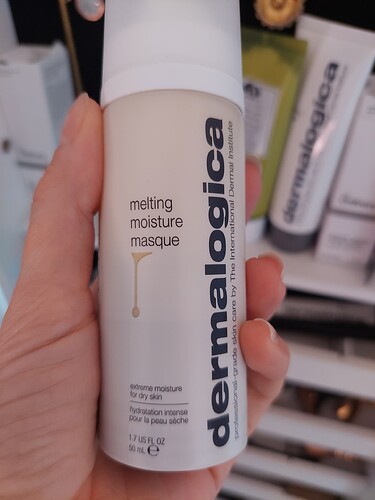 melting
moisture
masque
extreme moisture
for dry skin
hydratation intense
pour la peau sèche
1.7 US FL OZ
50 mL ℮
dermalogica
professional-grade skin care by The International Dermal Institute
dermalogica